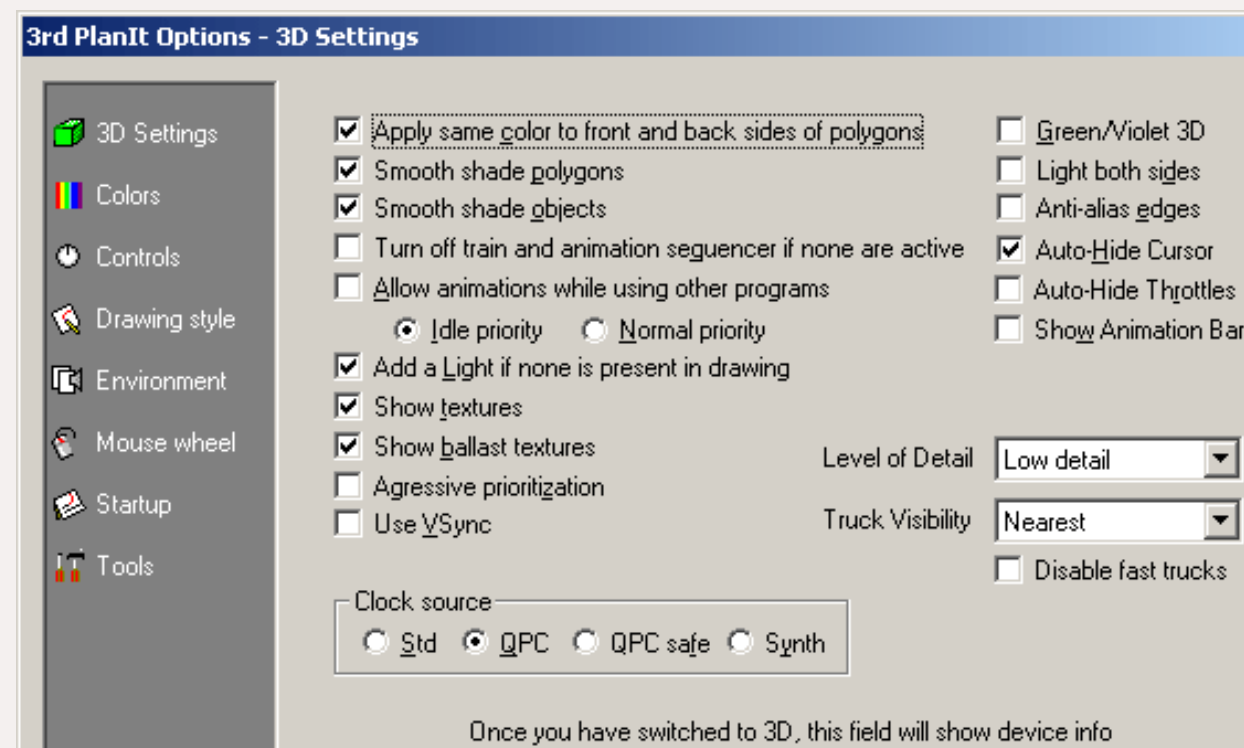 3rd PlanIt Options - 3D Settings
3D Settings
Colors
Controls
Drawing style
Environment
Mouse wheel
Startup
Tools
Apply same color to front and back sides of polygons
Smooth shade polygons
Smooth shade objects
Turn off train and animation sequencer if none are active
Allow animations while using other programs
Idle priority Normal priority
Add a Light if none is present in drawing
Show textures
Show ballast textures
Agressive prioritization
Use VSync
Green/Violet 3D
Light both sides
Anti-alias edges
Auto-Hide Cursor
Auto-Hide Throttles
Show Animation Bar
Level of Detail Low detail
Truck Visibility Nearest
Disable fast trucks
Clock source
Std QPC QPC safe Synth
Once you have switched to 3D, this field will show device info